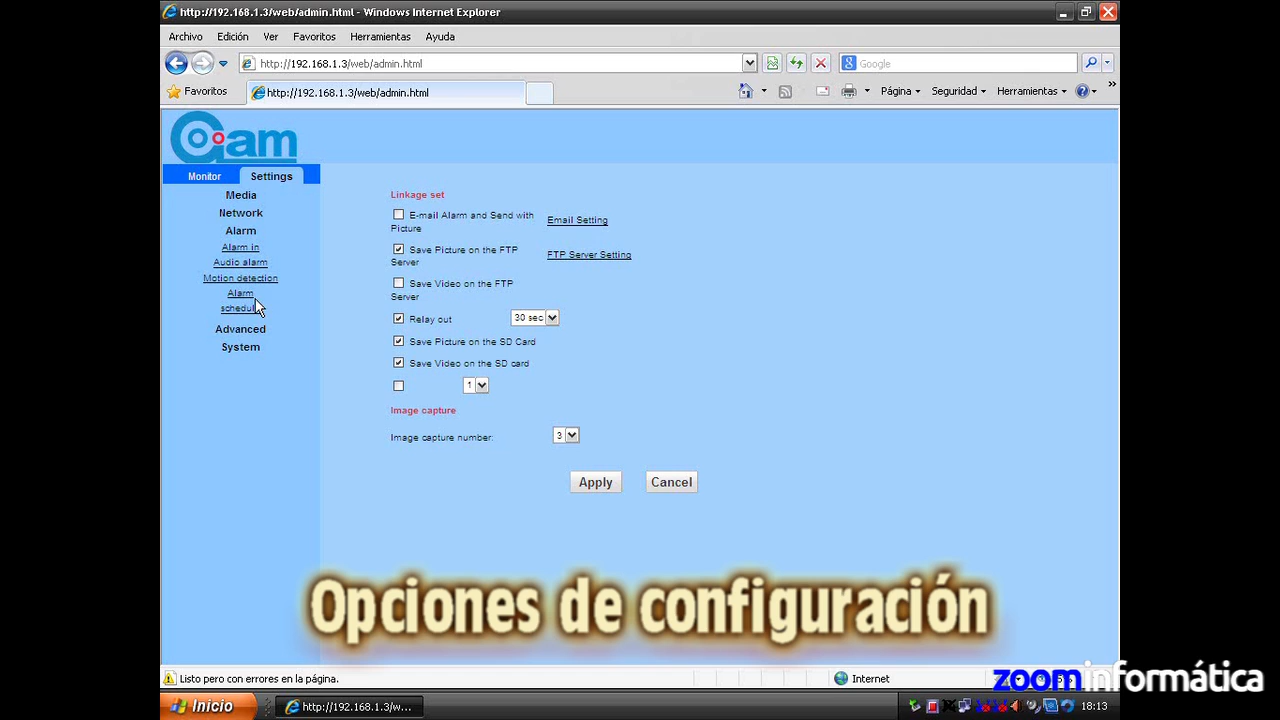 http://192.168.1.3/web/admin.html - Windows Internet Explorer
Archivo Edición Ver Favoritos Herramientas Ayuda
http://192.168.1.3/web/admin.html
Google
Favoritos
http://192.168.1.3/web/admin.html
Página Seguridad Herramientas
Monitor Settings
Media
Network
Alarm
Alarm in
Audio alarm
Motion detection
Alarm
Advanced
System
Linkage set
E-mail Alarm and Send with
Picture
Email Setting
Save Picture on the FTP
Server
FTP Server Setting
Save Video on the FTP
Server
Relay out 30 sec
Save Picture on the SD Card
Save Video on the SD card
1
Image capture
Image capture number: 3
Apply Cancel
Opciones de configuración
Listo pero con errores en la página.
Internet
zoominformática
Inicio
http://192.168.1.3/w...
18:13